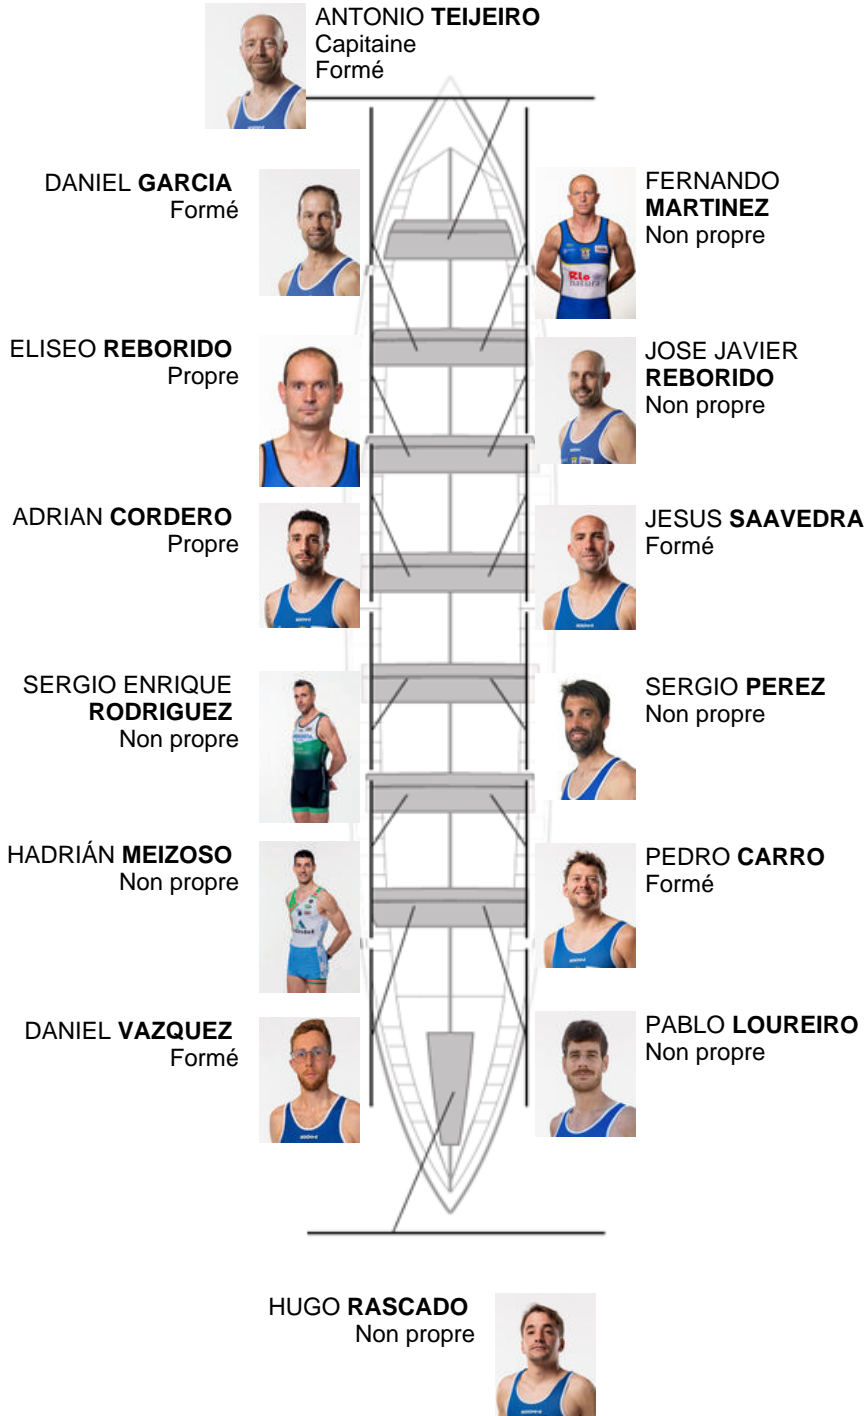 ANTONIO TEIJEIRO
Capitaine
Formé
DANIEL GARCIA
Formé
FERNANDO
MARTINEZ
Non propre
Rio
natura
ELISEO REBORIDO
Propre
JOSE JAVIER
REBORIDO
Non propre
ADRIAN CORDERO
Propre
JESUS SAAVEDRA
Formé
SERGIO ENRIQUE
RODRIGUEZ
Non propre
SERGIO PEREZ
Non propre
HADRIÁN MEIZOSO
Non propre
PEDRO CARRO
Formé
DANIEL VAZQUEZ
Formé
PABLO LOUREIRO
Non propre
HUGO RASCADO
Non propre